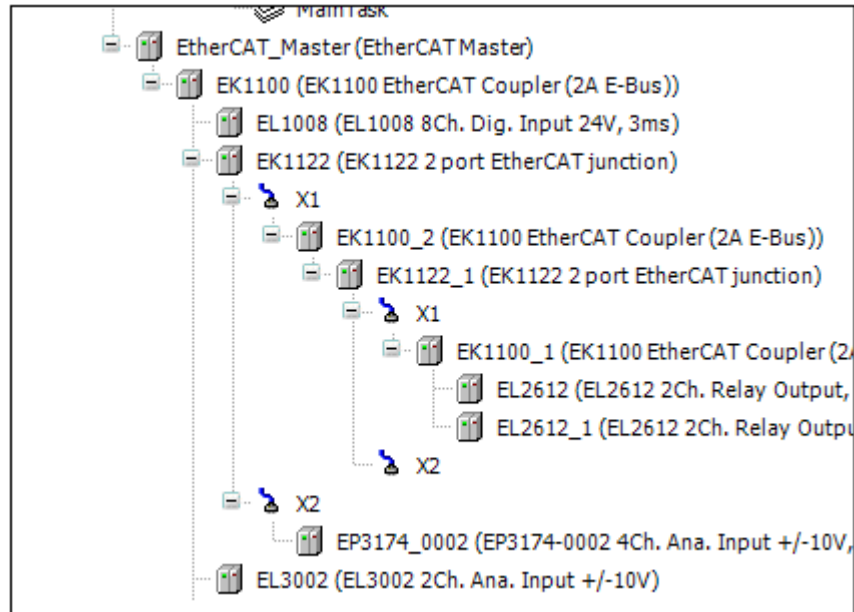 MainTask
EtherCAT_Master (EtherCAT Master)
EK1100 (EK1100 EtherCAT Coupler (2A E-Bus))
EL1008 (EL1008 8Ch. Dig. Input 24V, 3ms)
EK1122 (EK1122 2 port EtherCAT junction)
X1
EK1100_2 (EK1100 EtherCAT Coupler (2A E-Bus))
EK1122_1 (EK1122 2 port EtherCAT junction)
X1
EK1100_1 (EK1100 EtherCAT Coupler (2A
EL2612 (EL2612 2Ch. Relay Output,
EL2612_1 (EL2612 2Ch. Relay Outpu
X2
X2
EP3174_0002 (EP3174-0002 4Ch. Ana. Input +/-10V,
EL3002 (EL3002 2Ch. Ana. Input +/-10V)